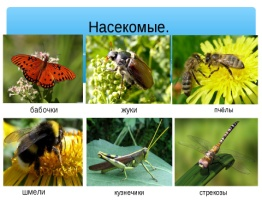 Насекомые.
бабочки жуки пчёлы
шмели кузнечики стрекозы